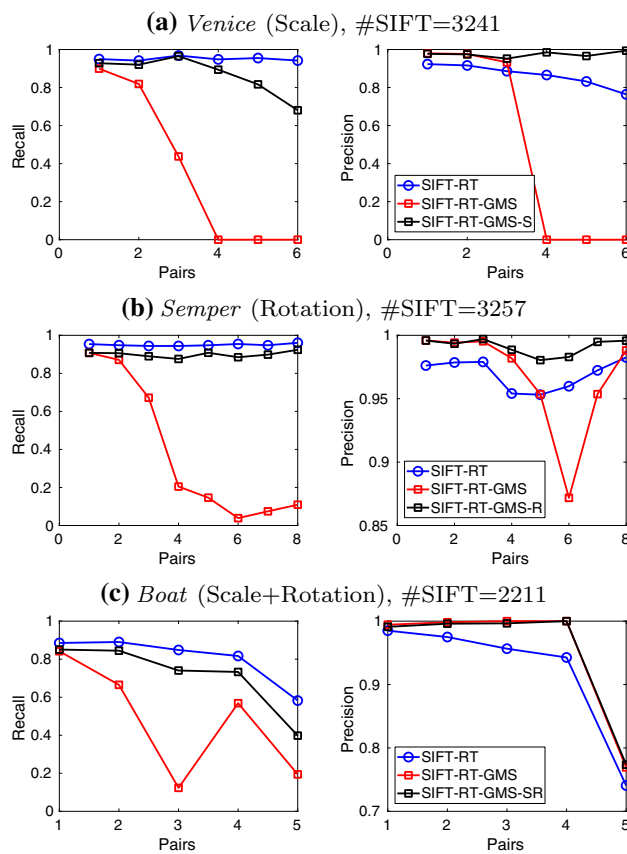 (a) Venice (Scale), #SIFT=3241
1
0.8
0.6
0.4
0.2
0
Recall
0 2 4 6
Pairs
1
0.8
0.6
0.4
0.2
0
Precision
SIFT-RT
SIFT-RT-GMS
SIFT-RT-GMS-S
0 2 4 6
Pairs
(b) Semper (Rotation), #SIFT=3257
1
0.8
0.6
0.4
0.2
0
Recall
0 2 4 6 8
Pairs
1
0.95
0.9
0.85
Precision
SIFT-RT
SIFT-RT-GMS
SIFT-RT-GMS-R
0 2 4 6 8
Pairs
(c) Boat (Scale+Rotation), #SIFT=2211
1
0.8
0.6
0.4
0.2
0
Recall
1 2 3 4 5
Pairs
1
0.9
0.8
0.7
Precision
SIFT-RT
SIFT-RT-GMS
SIFT-RT-GMS-SR
1 2 3 4 5
Pairs